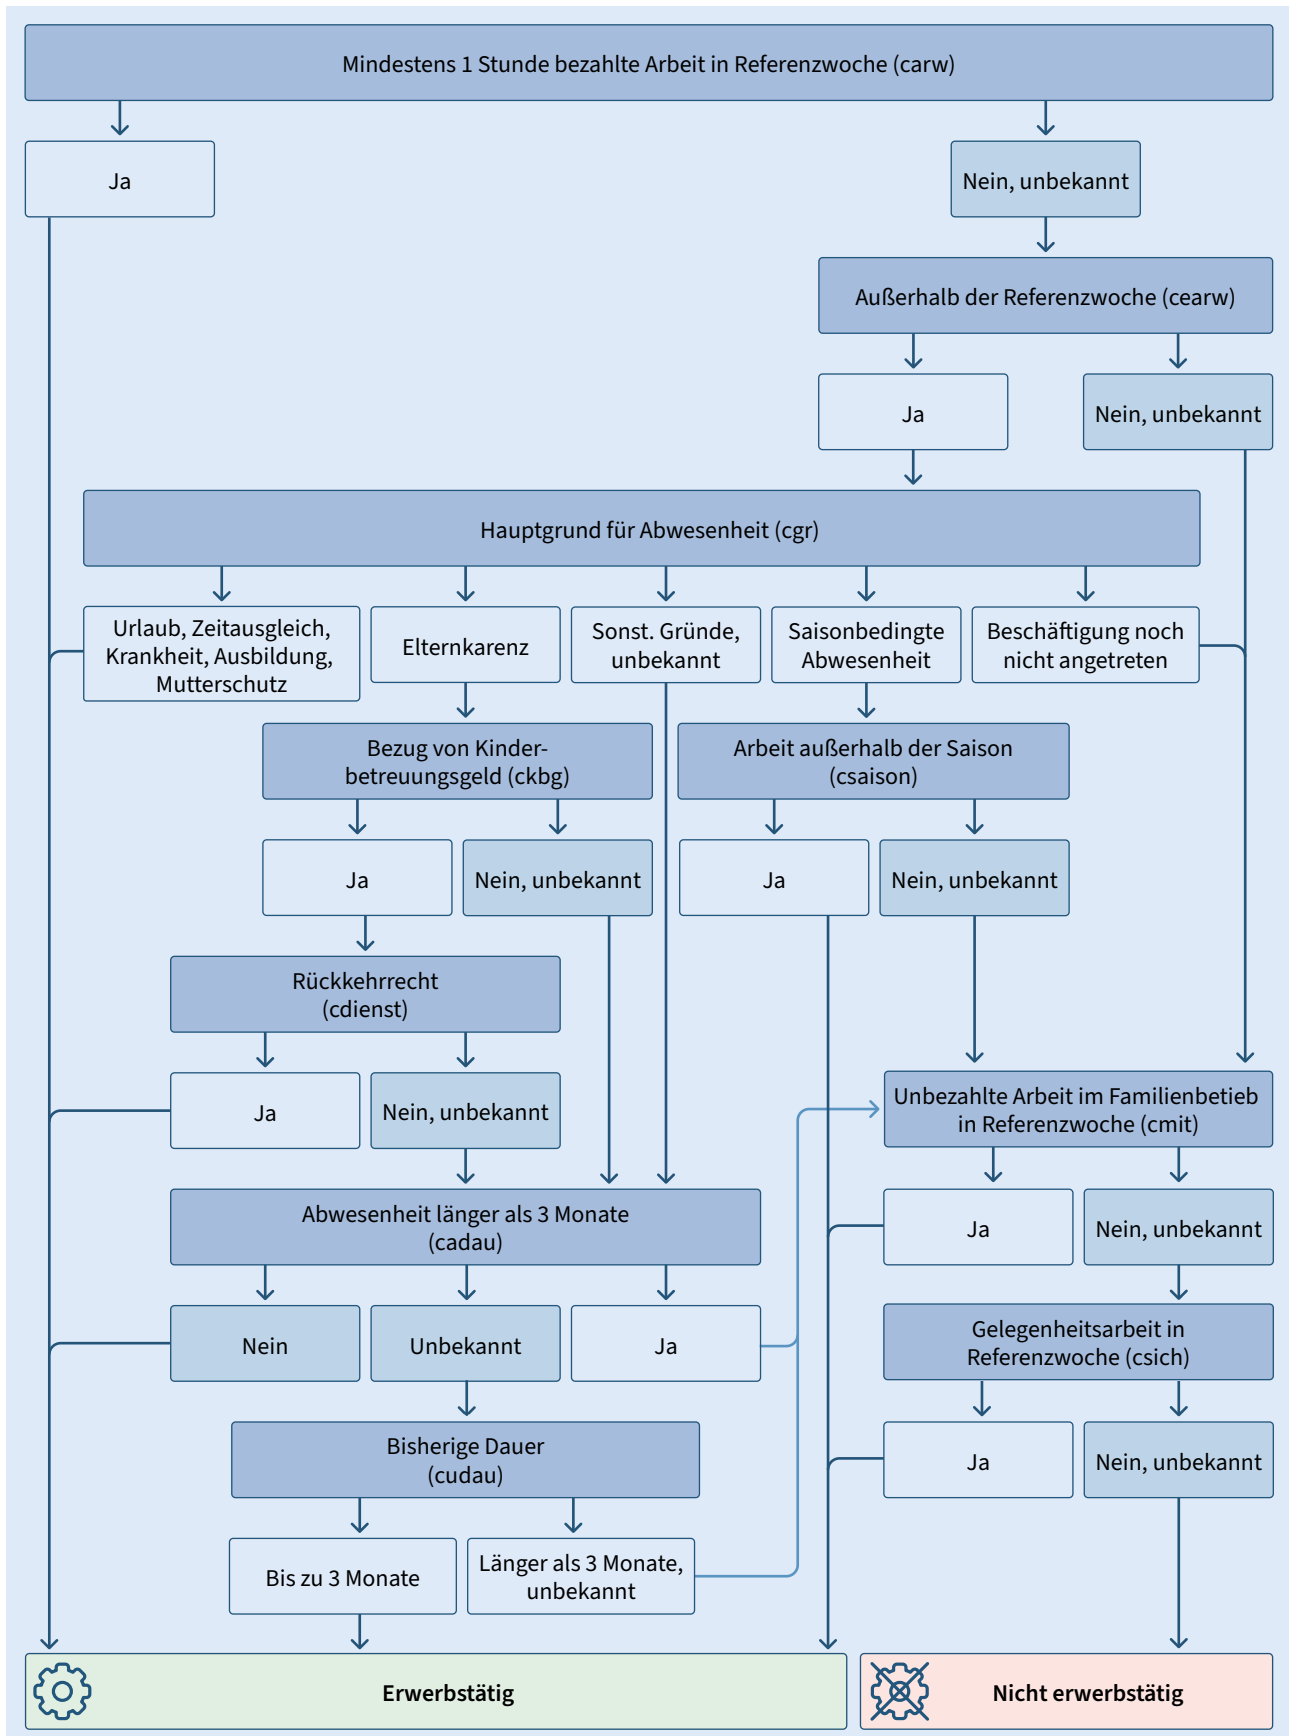 Mindestens 1 Stunde bezahlte Arbeit in Referenzwoche (carw)
Ja
Nein, unbekannt
Außerhalb der Referenzwoche (cearw)
Ja
Nein, unbekannt
Hauptgrund für Abwesenheit (cgr)
Urlaub, Zeitausgleich,
Krankheit, Ausbildung,
Mutterschutz
Elternkarenz
Sonst. Gründe,
unbekannt
Saisonbedingte
Abwesenheit
Beschäftigung noch
nicht angetreten
Bezug von Kinder-
betreuungsgeld (ckbg)
Arbeit außerhalb der Saison
(csaison)
Ja
Nein, unbekannt
Ja
Nein, unbekannt
Rückkehrrecht
(cdienst)
Ja
Nein, unbekannt
Unbezahlte Arbeit im Familienbetrieb
in Referenzwoche (cmit)
Abwesenheit länger als 3 Monate
(cadau)
Ja
Nein, unbekannt
Nein
Unbekannt
Ja
Gelegenheitsarbeit in
Referenzwoche (csich)
Bisherige Dauer
(cudau)
Ja
Nein, unbekannt
Bis zu 3 Monate
Länger als 3 Monate,
unbekannt
Erwerbstätig
Nicht erwerbstätig